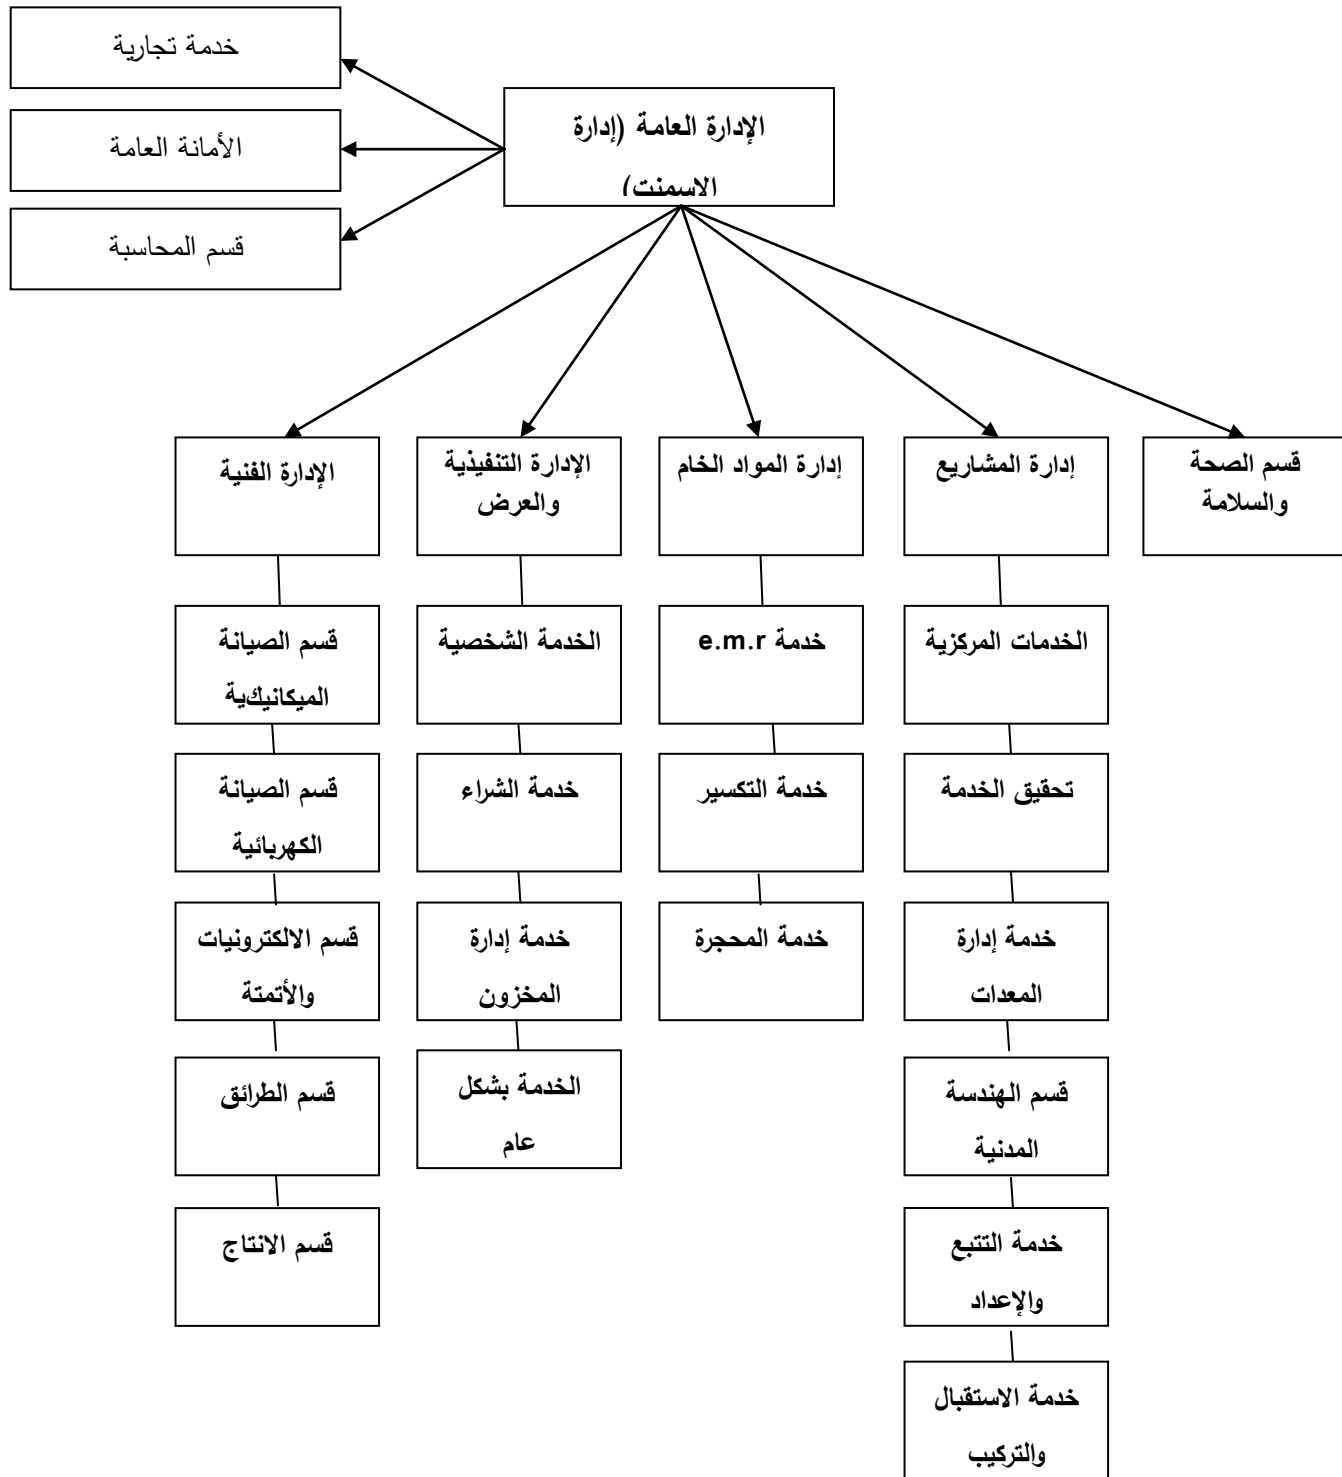 خدمة تجارية
الإدارة العامة (إدارة
الاسمنت)
الأمانة العامة
قسم المحاسبة
قسم الصحة
والسلامة
إدارة المشاريع
إدارة المواد الخام
الإدارة التنفيذية
والعرض
الإدارة الفنية
الخدمات المركزية
خدمة e.m.r
الخدمة الشخصية
قسم الصيانة
الميكانيكية
تحقيق الخدمة
خدمة التكسير
خدمة الشراء
قسم الصيانة
الكهربائية
خدمة إدارة
المعدات
خدمة المحجرة
خدمة إدارة
المخزون
قسم الالكترونيات
والأتمتة
قسم الهندسة
المدنية
الخدمة بشكل
عام
قسم الطرائق
خدمة التتبع
والإعداد
قسم الانتاج
خدمة الاستقبال
والتركيب